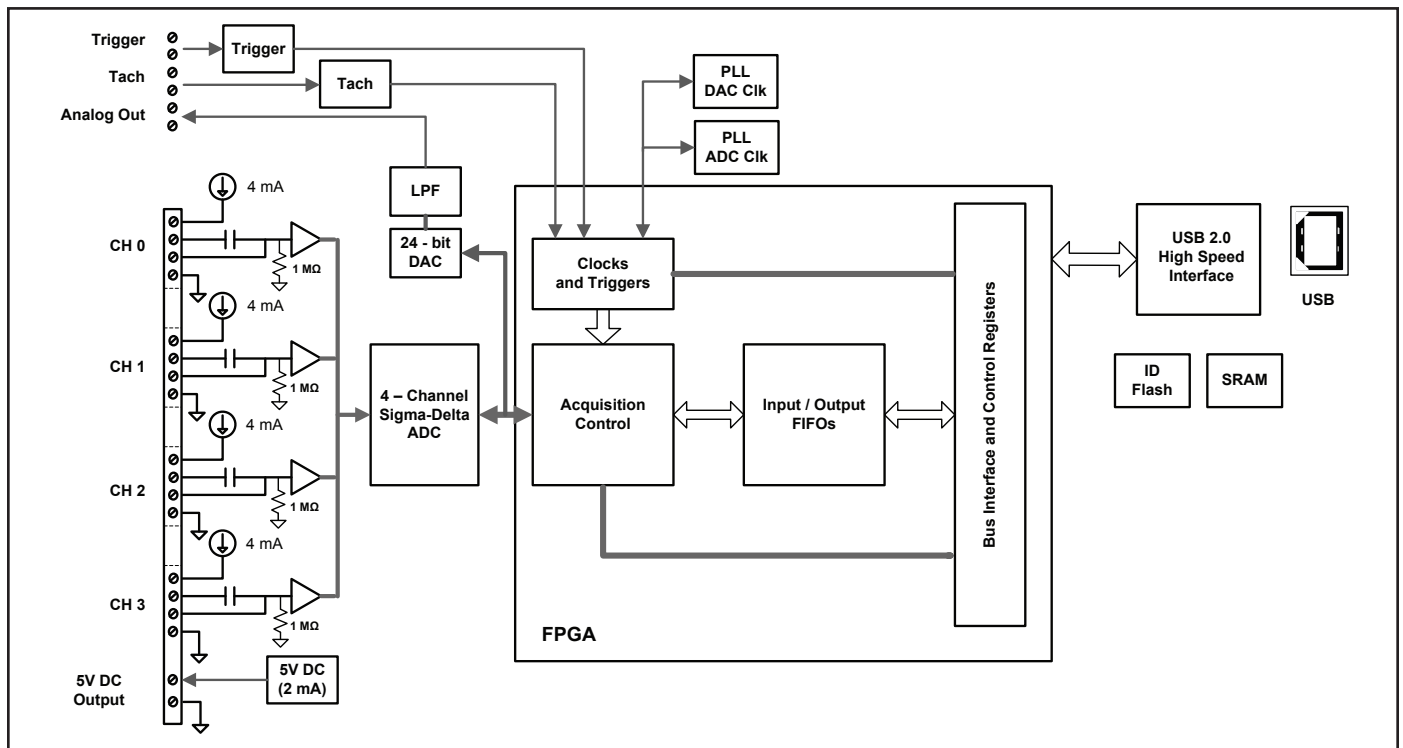 Trigger
Tach
Analog Out
Trigger
Tach
PLL
DAC Clk
PLL
ADC Clk
LPF
24 - bit
DAC
4 mA
CH 0
1 MΩ
4 mA
CH 1
1 MΩ
4 mA
CH 2
1 MΩ
4 mA
CH 3
1 MΩ
5V DC
Output
5V DC
(2 mA)
4 – Channel
Sigma-Delta
ADC
Clocks
and Triggers
Acquisition
Control
Input / Output
FIFOs
Bus Interface and Control Registers
FPGA
USB 2.0
High Speed
Interface
USB
ID
Flash
SRAM